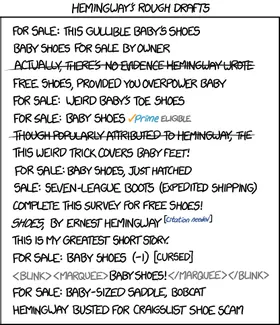 HEMINGWAY'S ROUGH DRAFTS
FOR SALE: THIS GULLIBLE BABY'S SHOES
BABY SHOES FOR SALE BY OWNER
ACTUALLY, THERE'S NO EVIDENCE HEMINGWAY WROTE
FREE SHOES, PROVIDED YOU OVERPOWER BABY
FOR SALE: WEIRD BABY'S TOE SHOES
FOR SALE: BABY SHOES ✓Prime ELIGIBLE
THOUGH POPULARLY ATTRIBUTED TO HEMINGWAY, THE
THIS WEIRD TRICK COVERS BABY FEET!
FOR SALE: BABY SHOES, JUST HATCHED
SALE: SEVEN-LEAGUE BOOTS (EXPEDITED SHIPPING)
COMPLETE THIS SURVEY FOR FREE SHOES!
SHOES, BY ERNEST HEMINGWAY [citation needed]
THIS IS MY GREATEST SHORT STORY.
FOR SALE: BABY SHOES (-1) [CURSED]
<BLINK><MARQUEE>BABY SHOES!</MARQUEE></BLINK>
FOR SALE: BABY-SIZED SADDLE, BOBCAT
HEMINGWAY BUSTED FOR CRAIGSLIST SHOE SCAM